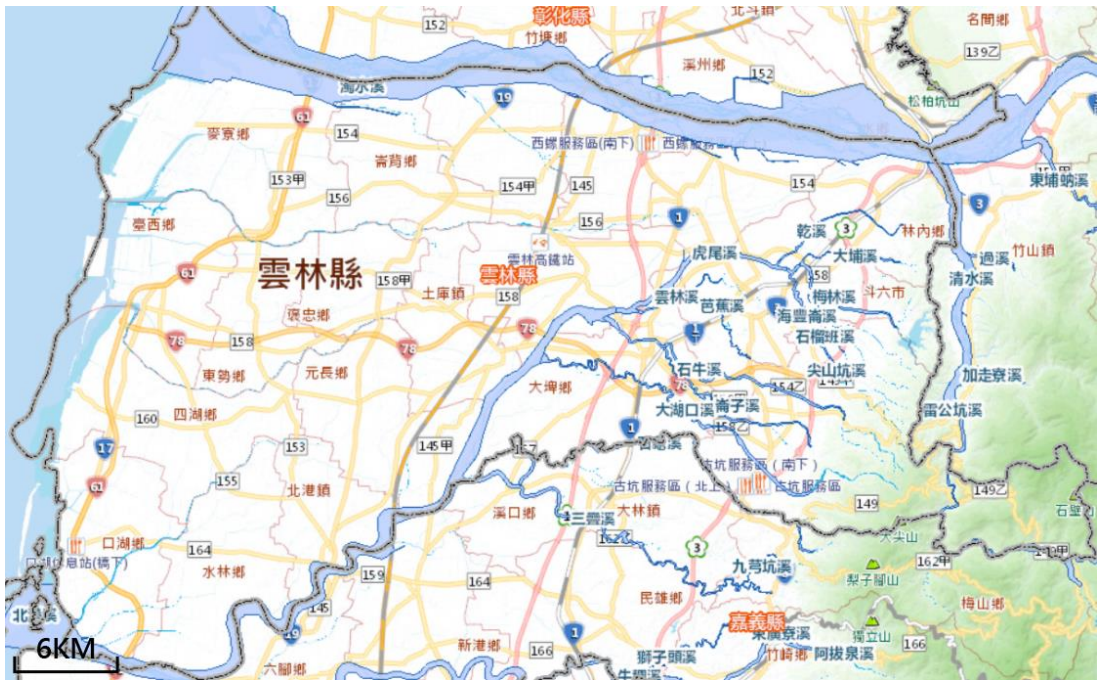 彰化縣
北斗鎮
名間鄉
152
竹塘鄉
139乙
溪州鄉
152
濁水溪
19
松柏坑山
61
麥寮鄉
154
西螺服務區(南下)
崙背鄉
153甲
154甲
145
154
東埔蚋溪
156
156
1
3
臺西鄉
乾溪
3
林內鄉
竹山鎮
雲林高鐵站
虎尾溪
大埔溪
過溪
61
雲林縣
158甲
雲林縣
158
清水溪
土庫鎮
158
雲林溪
芭蕉溪
梅林溪
斗六市
褒忠鄉
海豐崙溪
78
158
78
78
1
石榴班溪
東勢鄉
元長鄉
石牛溪
尖山坑溪
加走寮溪
大埤鄉
78
154乙
四湖鄉
160
大湖口溪
崙子溪
雷公坑溪
17
153
145甲
1
158乙
155
古坑服務區(南下)
61
北港鎮
古坑服務區(北上)
古坑服務區
149乙
溪口鄉
大林鎮
149
石壁山
三疊溪
大尖山
口湖鄉
164
162
3
162甲
水林鄉
159
164
九芎坑溪
梨子腳山
梅山鄉
145
民雄鄉
19
嘉義縣
獨立山
6KM
新港鄉
166
1
166
六腳鄉
獅子頭溪
竹崎鄉
阿拔泉溪